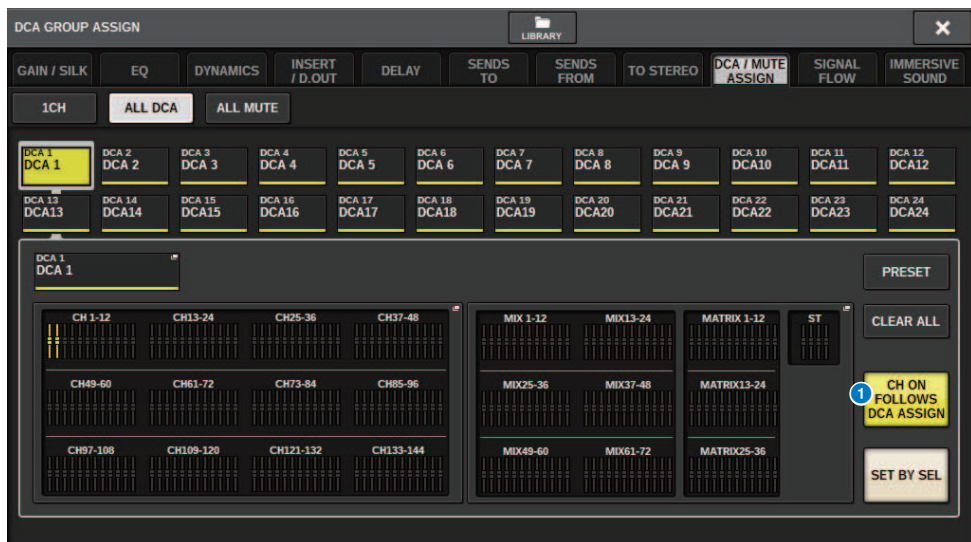 DCA GROUP ASSIGN
LIBRARY
GAIN / SILK
EQ
DYNAMICS
INSERT
/ D.OUT
DELAY
SENDS
TO
SENDS
FROM
TO STEREO
DCA / MUTE
ASSIGN
SIGNAL
FLOW
IMMERSIVE
SOUND
1CH
ALL DCA
ALL MUTE
DCA 1
DCA 1
DCA 2
DCA 2
DCA 3
DCA 3
DCA 4
DCA 4
DCA 5
DCA 5
DCA 6
DCA 6
DCA 7
DCA 7
DCA 8
DCA 8
DCA 9
DCA 9
DCA 10
DCA10
DCA 11
DCA11
DCA 12
DCA12
DCA 13
DCA13
DCA 14
DCA14
DCA 15
DCA15
DCA 16
DCA16
DCA 17
DCA17
DCA 18
DCA18
DCA 19
DCA19
DCA 20
DCA20
DCA 21
DCA21
DCA 22
DCA22
DCA 23
DCA23
DCA 24
DCA24
DCA 1
DCA 1
PRESET
CH 1-12
CH13-24
CH25-36
CH37-48
MIX 1-12
MIX13-24
MATRIX 1-12
ST
CLEAR ALL
CH49-60
CH61-72
CH73-84
CH85-96
MIX25-36
MIX37-48
MATRIX13-24
1
CH ON
FOLLOWS
DCA ASSIGN
CH97-108
CH109-120
CH121-132
CH133-144
MIX49-60
MIX61-72
MATRIX25-36
SET BY SEL